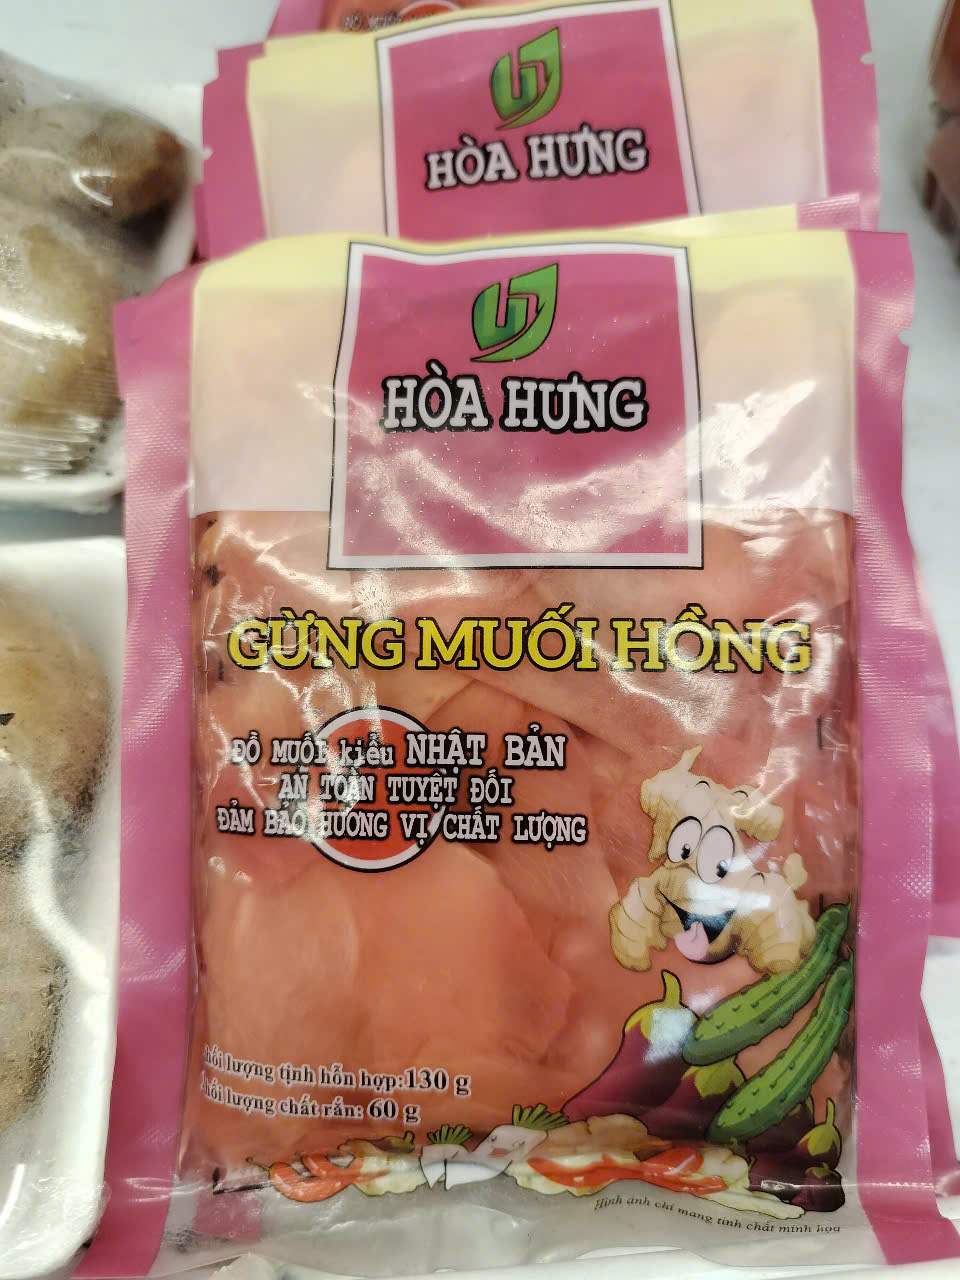 HÒA HƯNG
HÒA HƯNG
GỪNG MUỐI HỒNG
ĐỒ MUỐI kiểu NHẬT BẢN
AN TOÀN TUYỆT ĐỐI
ĐẢM BẢO HƯƠNG VỊ CHẤT LƯỢNG
hối lượng tịnh hỗn hợp:130 g
hối lượng chất rắn: 60 g
Hình ảnh chỉ mang tính chất minh họa